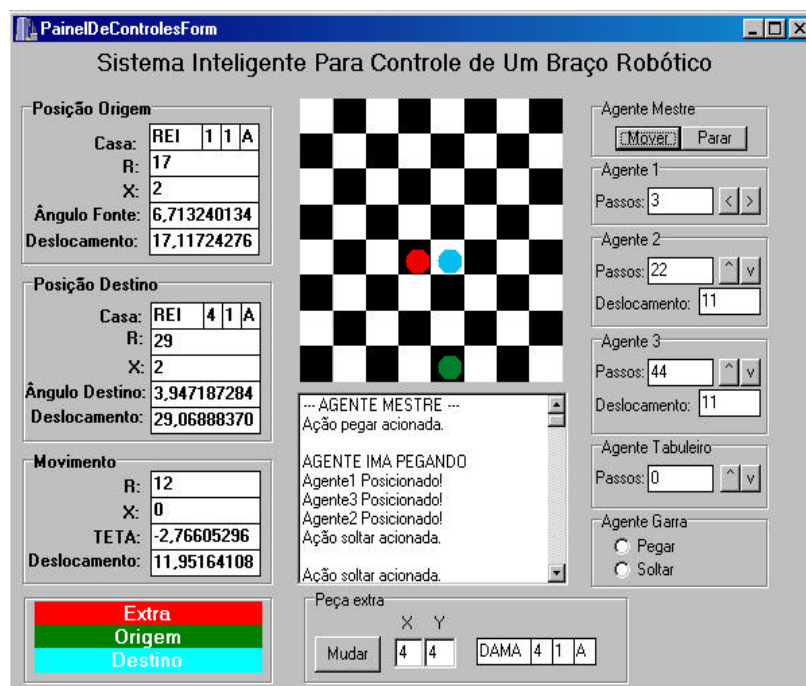 PainelDeControlesForm
Sistema Inteligente Para Controle de Um Braço Robótico
Posição Origem
Casa: REI 1 1 A
R: 17
X: 2
Ângulo Fonte: 6,713240134
Deslocamento: 17,11724276
Posição Destino
Casa: REI 4 1 A
R: 29
X: 2
Ângulo Destino: 3,947187284
Deslocamento: 29,06888370
Movimento
R: 12
X: 0
TETA: -2,76605296
Deslocamento: 11,95164108
Extra
Origem
Destino
--- AGENTE MESTRE ---
Ação pegar acionada.
AGENTE IMA PEGANDO
Agente1 Posicionado!
Agente3 Posicionado!
Agente2 Posicionado!
Ação soltar acionada.
Ação soltar acionada.
Peça extra
X Y
Mudar 4 4 DAMA 4 1 A
Agente Mestre
Mover Parar
Agente 1
Passos: 3 < >
Agente 2
Passos: 22 ^ v
Deslocamento: 11
Agente 3
Passos: 44 ^ v
Deslocamento: 11
Agente Tabuleiro
Passos: 0 ^ v
Agente Garra
Pegar
Soltar